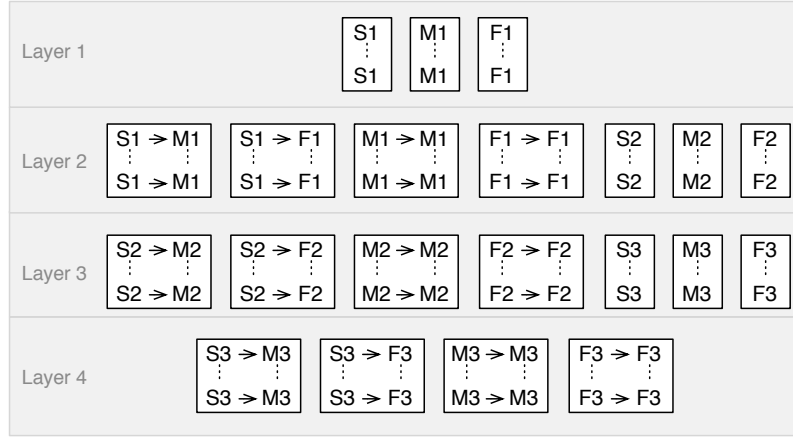 Layer 1
S1 M1 F1
S1 M1 F1
Layer 2
S1 → M1 S1 → F1 M1 → M1 F1 → F1 S2 M2 F2
S1 → M1 S1 → F1 M1 → M1 F1 → F1 S2 M2 F2
Layer 3
S2 → M2 S2 → F2 M2 → M2 F2 → F2 S3 M3 F3
S2 → M2 S2 → F2 M2 → M2 F2 → F2 S3 M3 F3
Layer 4
S3 → M3 S3 → F3 M3 → M3 F3 → F3
S3 → M3 S3 → F3 M3 → M3 F3 → F3